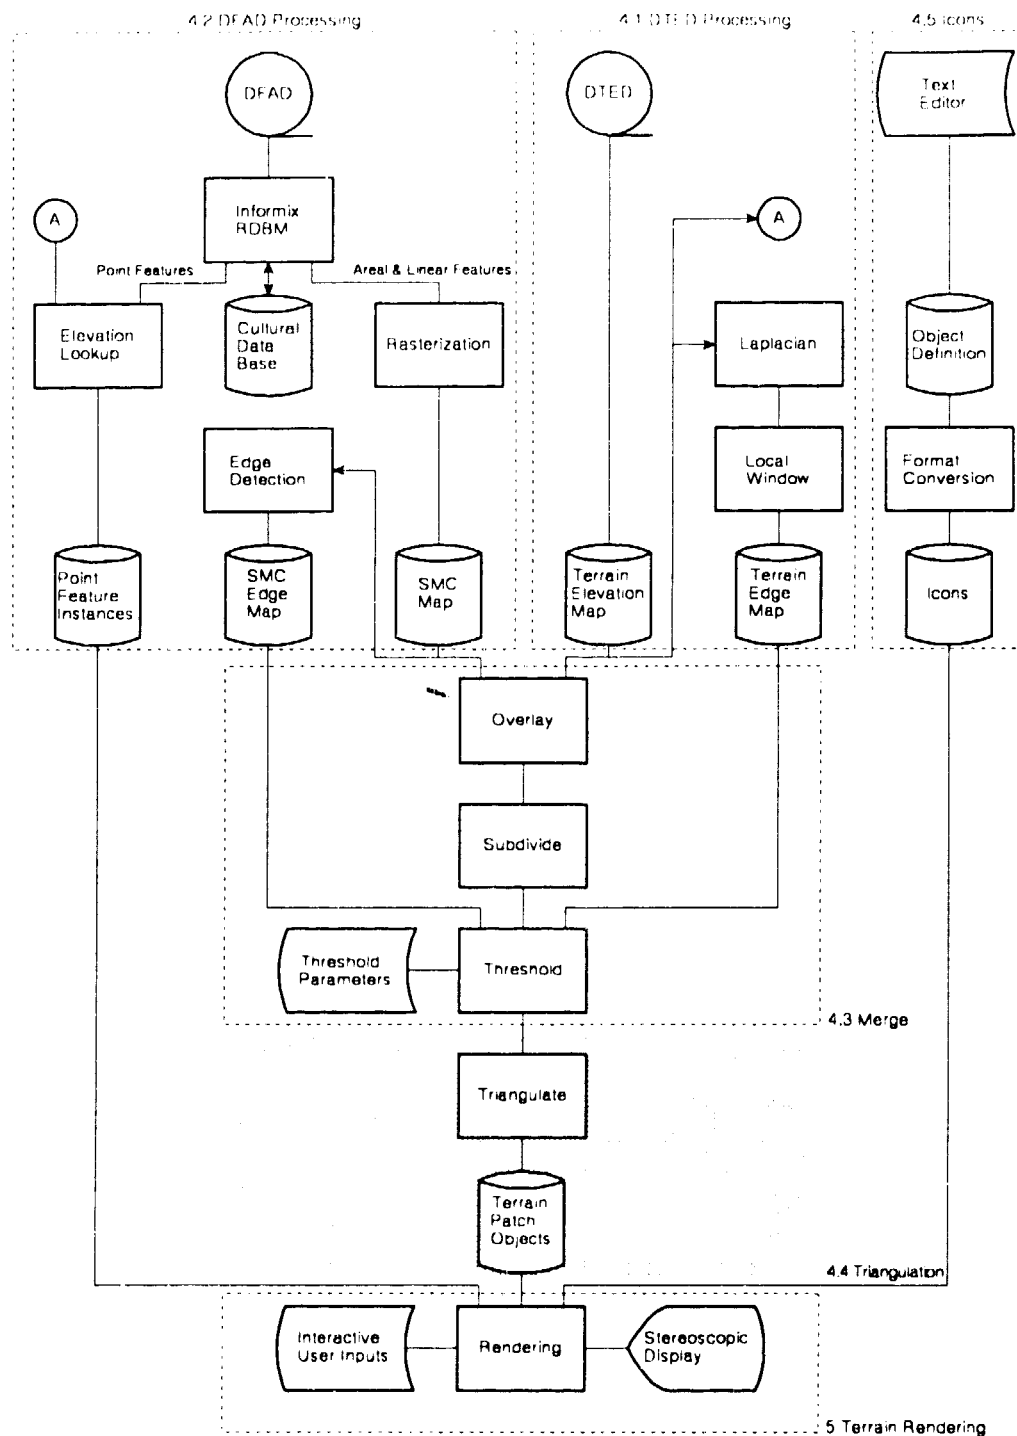 4.2 DFAD Processing
4.1 DTED Processing
4.5 Icons
DFAD
DTED
Text
Editor
A
Informix
RDBM
A
Point Features
Areal & Linear Features
Elevation
Lookup
Cultural
Data
Base
Rasterization
Laplacian
Object
Definition
Edge
Detection
Local
Window
Format
Conversion
Point
Feature
Instances
SMC
Edge
Map
SMC
Map
Terrain
Elevation
Map
Terrain
Edge
Map
Icons
Overlay
Subdivide
Threshold
Parameters
Threshold
4.3 Merge
Triangulate
Terrain
Patch
Objects
4.4 Triangulation
Interactive
User Inputs
Rendering
Stereoscopic
Display
5 Terrain Rendering